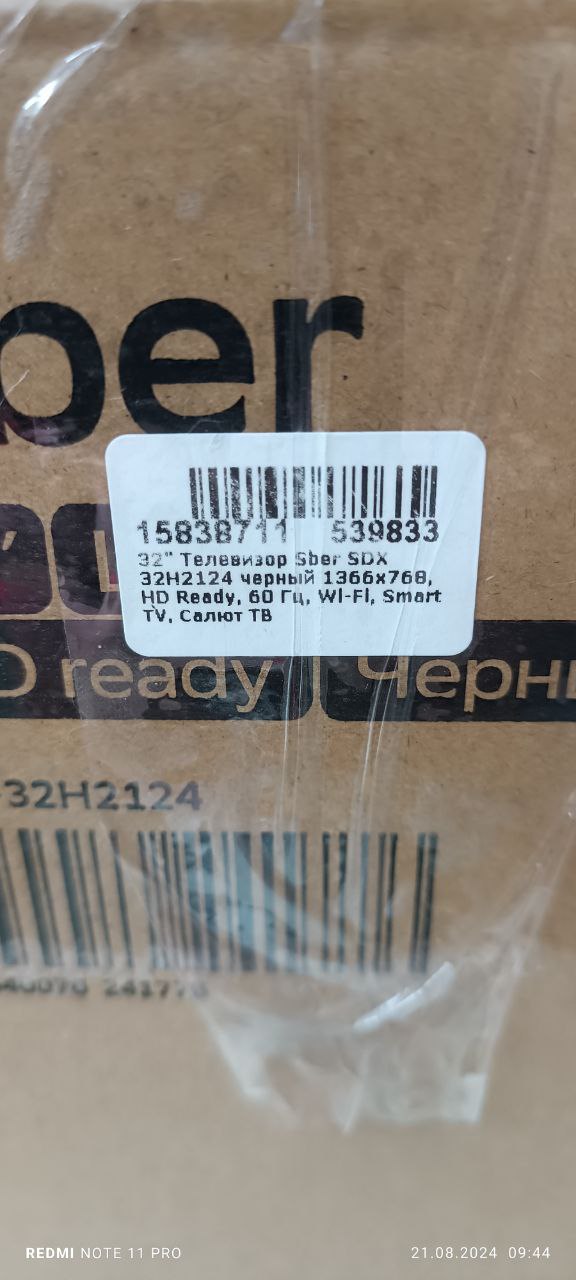 ber
15838711 539833
32" Телевизор Sber SDX
32H2124 черный 1366x768,
HD Ready, 60 Гц, Wi-Fi, Smart
TV, Салют ТВ
D ready Черн
-32H2124
REDMI NOTE 11 PRO
21.08.2024 09:44